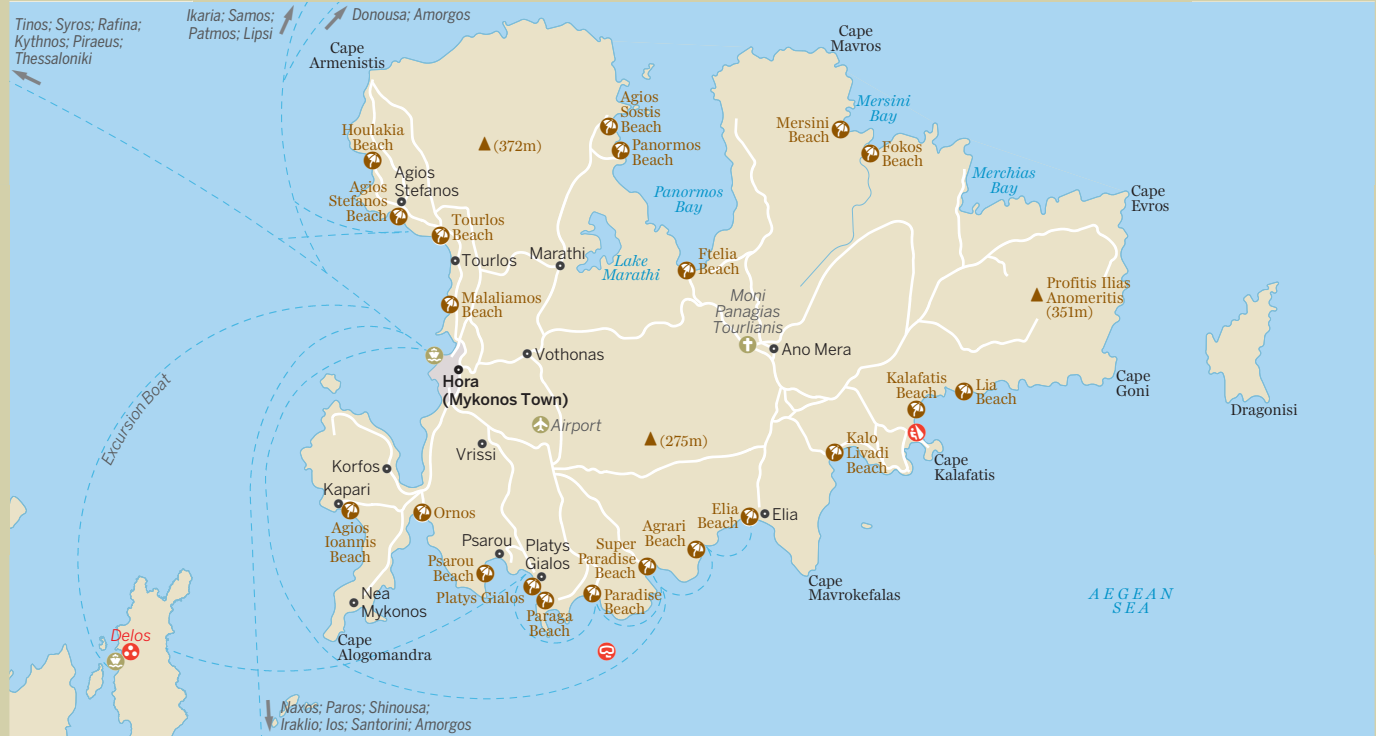 Tinos; Syros; Rafina;
Kythnos; Piraeus;
Thessaloniki
Ikaria; Samos;
Patmos; Lipsi
Donousa; Amorgos
Cape
Armenistis
Cape
Mavros
Agios
Sostis
Beach
Mersini
Bay
Houlakia
Beach
(372m)
Panormos
Beach
Mersini
Beach
Fokos
Beach
Agios
Stefanos
Merchias
Bay
Agios
Stefanos
Beach
Panormos
Bay
Cape
Evros
Tourlos
Beach
Tourlos
Marathi
Lake
Marathi
Ftelia
Beach
Malaliamos
Beach
Moni
Panagias
Tourlianis
Profitis Ilias
Anomeritis
(351m)
Vothonas
Ano Mera
Hora
(Mykonos Town)
Kalafatis
Beach
Lia
Beach
Cape
Goni
Dragonisi
Excursion Boat
Airport
Vrissi
(275m)
Kalo
Livadi
Beach
Cape
Kalafatis
Korfos
Kapari
Agios
Ioannis
Beach
Ornos
Elia
Beach
Elia
Agrari
Beach
Psarou
Platys
Gialos
Super
Paradise
Beach
Psarou
Beach
Platys Gialos
Paradise
Beach
Paraga
Beach
Cape
Mavrokefalas
AEGEAN
SEA
Nea
Mykonos
Cape
Alogomandra
Delos
Naxos; Paros; Shinousa;
Iraklio; Ios; Santorini; Amorgos